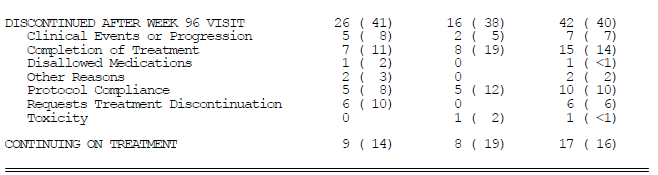 DISCONTINUED AFTER WEEK 96 VISIT 26 ( 41) 16 ( 38) 42 ( 40)
Clinical Events or Progression 5 ( 8) 2 ( 5) 7 ( 7)
Completion of Treatment 7 ( 11) 8 ( 19) 15 ( 14)
Disallowed Medications 1 ( 2) 0 1 ( <1)
Other Reasons 2 ( 3) 0 2 ( 2)
Protocol Compliance 5 ( 8) 5 ( 12) 10 ( 10)
Requests Treatment Discontinuation 6 ( 10) 0 6 ( 6)
Toxicity 0 1 ( 2) 1 ( <1)
CONTINUING ON TREATMENT 9 ( 14) 8 ( 19) 17 ( 16)